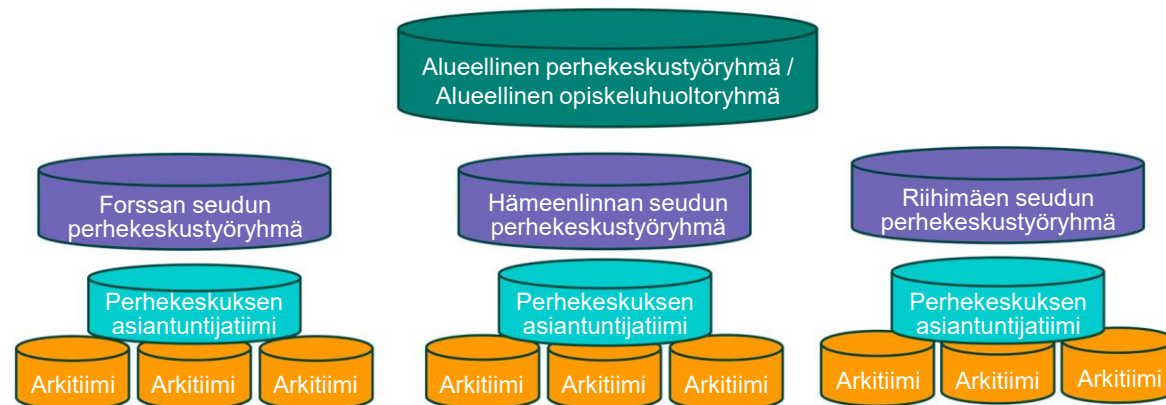 Alueellinen perhekeskustyöryhmä /
Alueellinen opiskeluhuoltoryhmä
Forssan seudun
perhekeskustyöryhmä
Hämeenlinnan seudun
perhekeskustyöryhmä
Riihimäen seudun
perhekeskustyöryhmä
Perhekeskuksen
asiantuntijatiimi
Perhekeskuksen
asiantuntijatiimi
Perhekeskuksen
asiantuntijatiimi
Arkitiimi
Arkitiimi
Arkitiimi
Arkitiimi
Arkitiimi
Arkitiimi
Arkitiimi
Arkitiimi
Arkitiimi